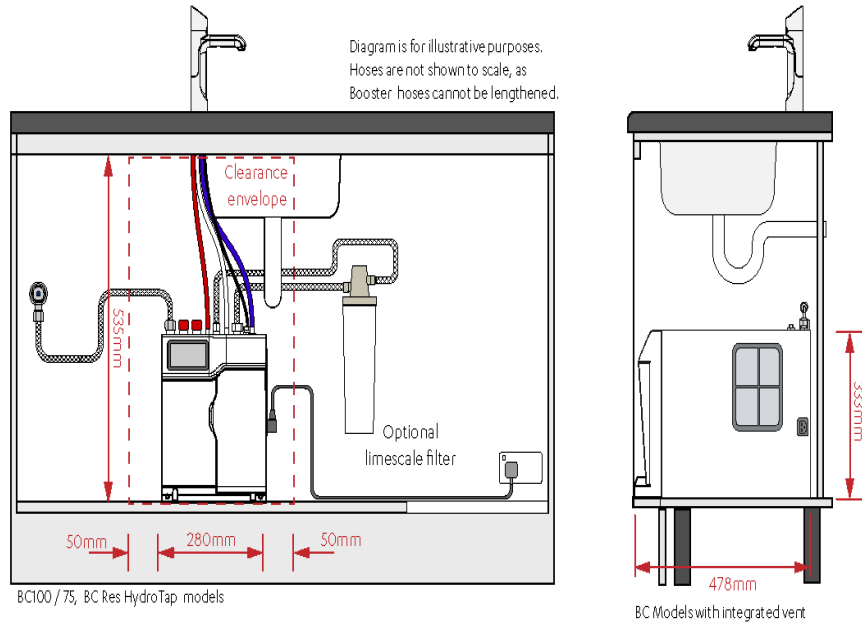 Diagram is for illustrative purposes.
Hoses are not shown to scale, as
Booster hoses cannot be lengthened.
Clearance
envelope
535mm
333mm
Optional
limescale filter
50mm
280mm
50mm
478mm
BC100 / 75, BC Res HydroTap models
BC Models with integrated vent